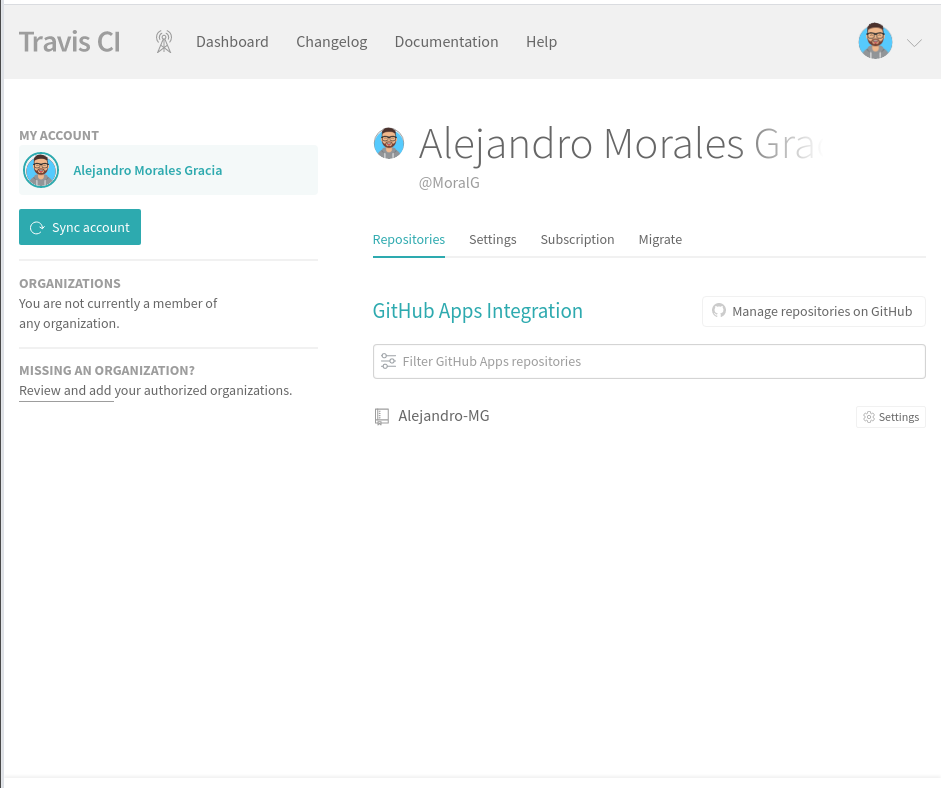 Travis CI
Dashboard
Changelog
Documentation
Help
MY ACCOUNT
Alejandro Morales Gracia
Sync account
ORGANIZATIONS
You are not currently a member of
any organization.
MISSING AN ORGANIZATION?
Review and add your authorized organizations.
Alejandro Morales Gra
@MoralG
Repositories
Settings
Subscription
Migrate
GitHub Apps Integration
Manage repositories on GitHub
Filter GitHub Apps repositories
Alejandro-MG
Settings